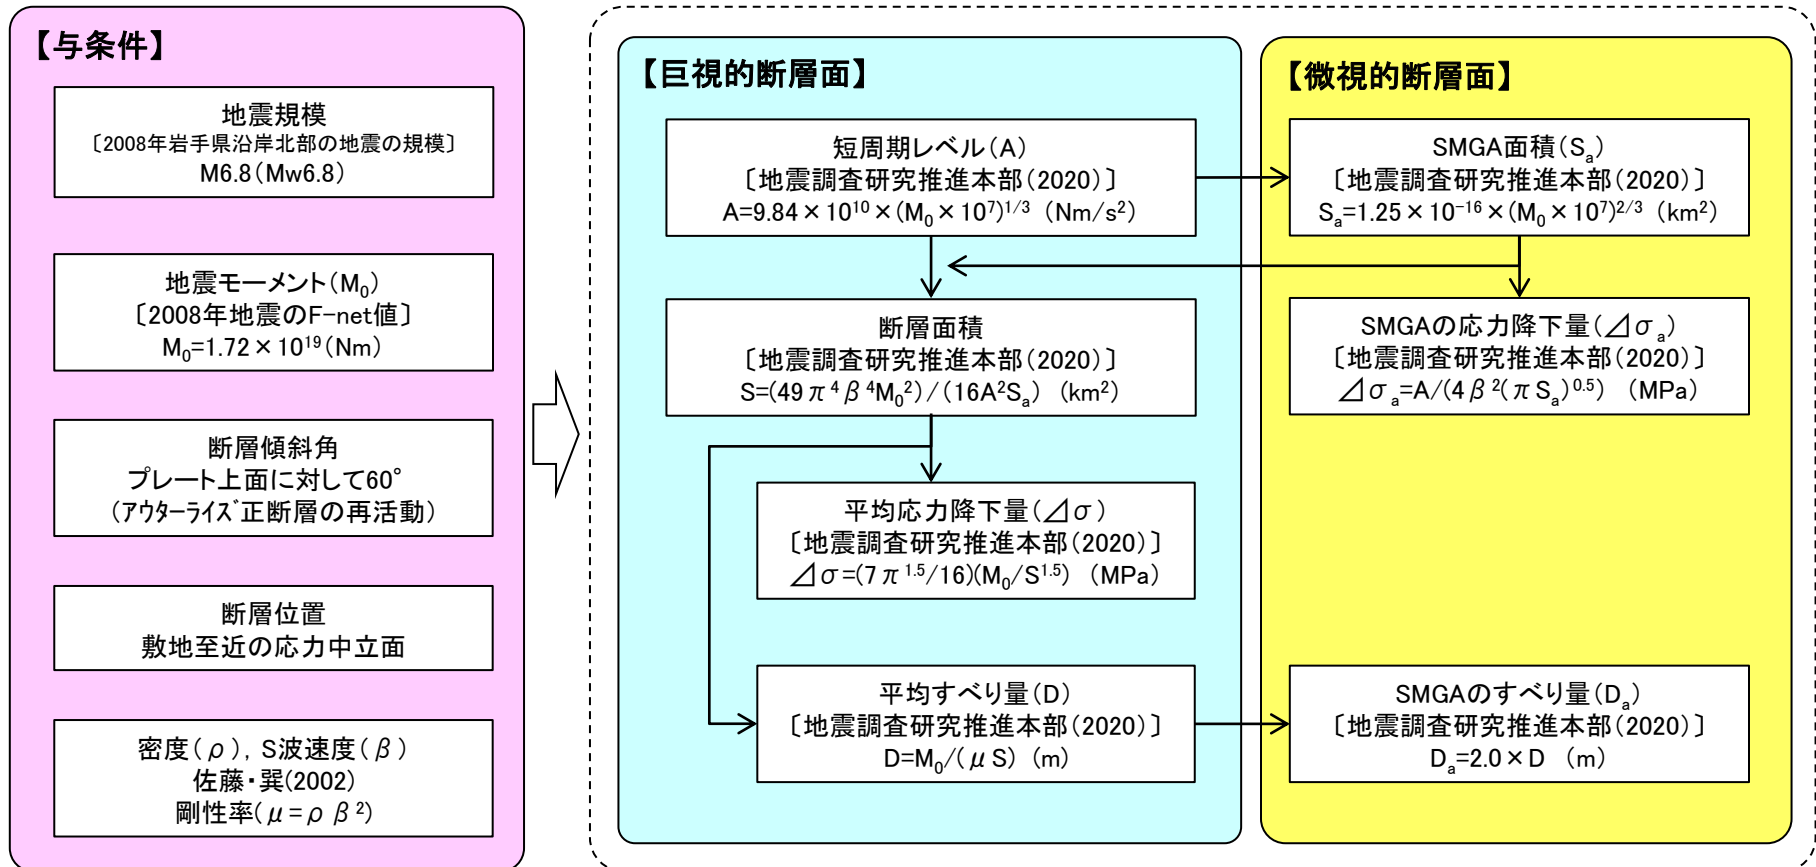 【与条件】
地震規模
〔2008年岩手県沿岸北部の地震の規模〕
M6.8(Mw6.8)
地震モーメント(M₀)
〔2008年地震のF-net値〕
M₀=1.72×10¹⁹(Nm)
断層傾斜角
プレート上面に対して60°
(アウターライズ正断層の再活動)
断層位置
敷地至近の応力中立面
密度(ρ), S波速度(β)
佐藤・巽(2002)
剛性率(μ=ρβ²)
【巨視的断層面】
短周期レベル(A)
〔地震調査研究推進本部(2020)〕
A=9.84×10¹⁰×(M₀×10⁷)¹/³ (Nm/s²)
断層面積
〔地震調査研究推進本部(2020)〕
S=(49π⁴β⁴M₀²)/(16A²Sₐ) (km²)
平均応力降下量(⊿σ)
〔地震調査研究推進本部(2020)〕
⊿σ=(7π¹·⁵/16)(M₀/S¹·⁵) (MPa)
平均すべり量(D)
〔地震調査研究推進本部(2020)〕
D=M₀/(μS) (m)
【微視的断層面】
SMGA面積(Sₐ)
〔地震調査研究推進本部(2020)〕
Sₐ=1.25×10⁻¹⁶×(M₀×10⁷)²/³ (km²)
SMGAの応力降下量(⊿σₐ)
〔地震調査研究推進本部(2020)〕
⊿σₐ=A/(4β²(πSₐ)⁰·⁵) (MPa)
SMGAのすべり量(Dₐ)
〔地震調査研究推進本部(2020)〕
Dₐ=2.0×D (m)